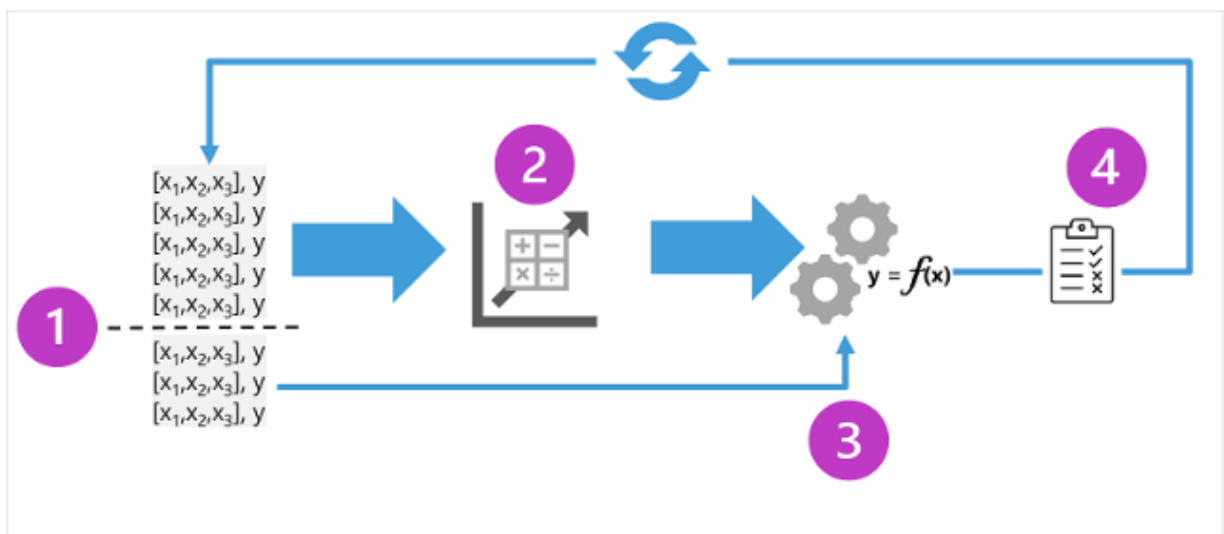 2
4
[x₁,x₂,x₃], y
[x₁,x₂,x₃], y
[x₁,x₂,x₃], y
[x₁,x₂,x₃], y
[x₁,x₂,x₃], y
+ −
× ÷
y = f(x)
1
[x₁,x₂,x₃], y
[x₁,x₂,x₃], y
[x₁,x₂,x₃], y
3